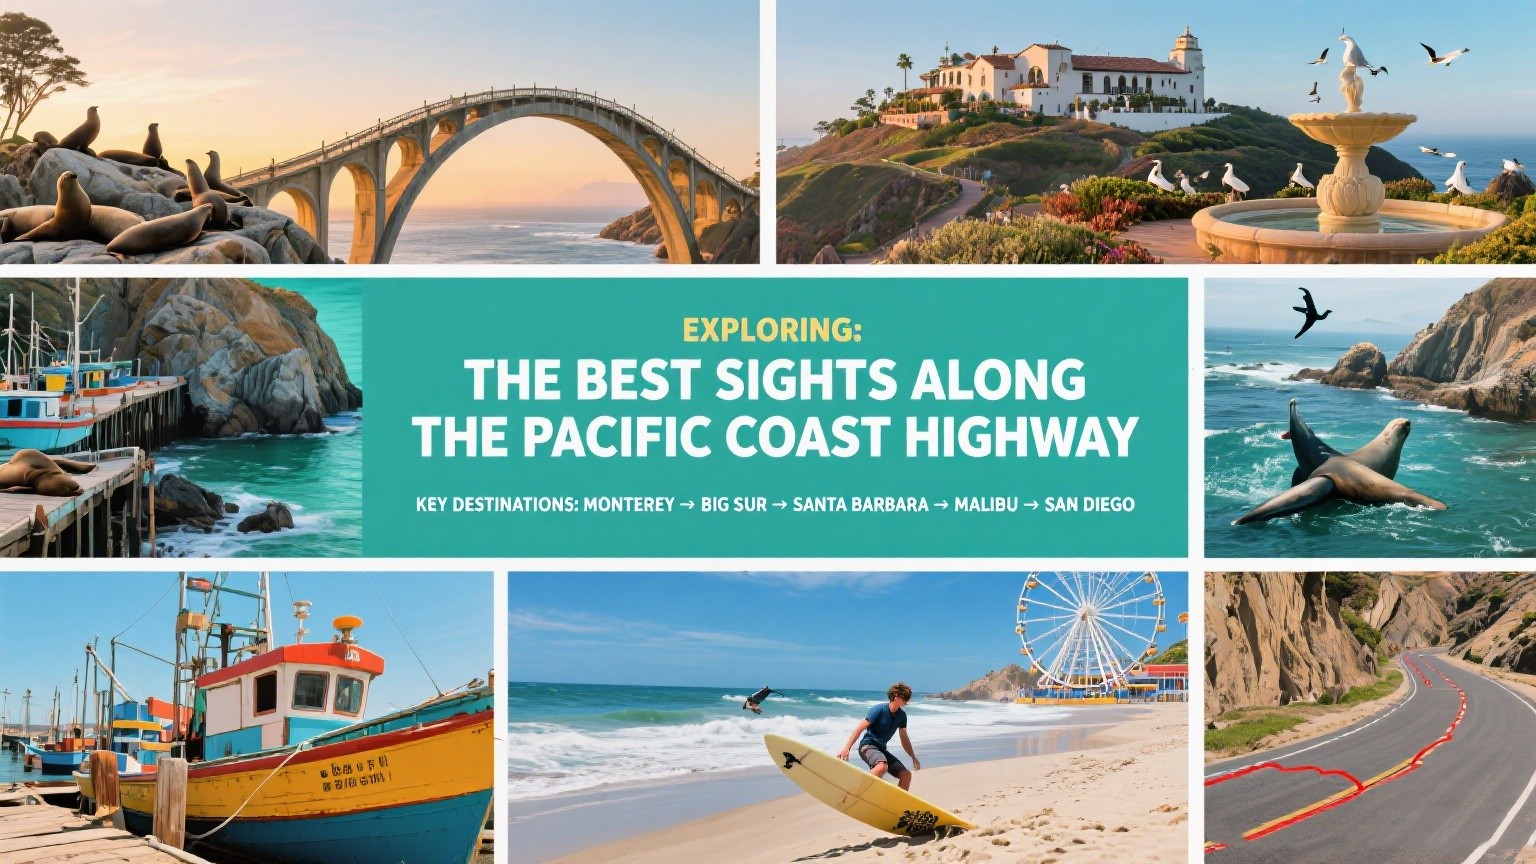 EXPLORING:
THE BEST SIGHTS ALONG
THE PACIFIC COAST HIGHWAY
KEY DESTINATIONS: MONTEREY → BIG SUR → SANTA BARBARA → MALIBU → SAN DIEGO